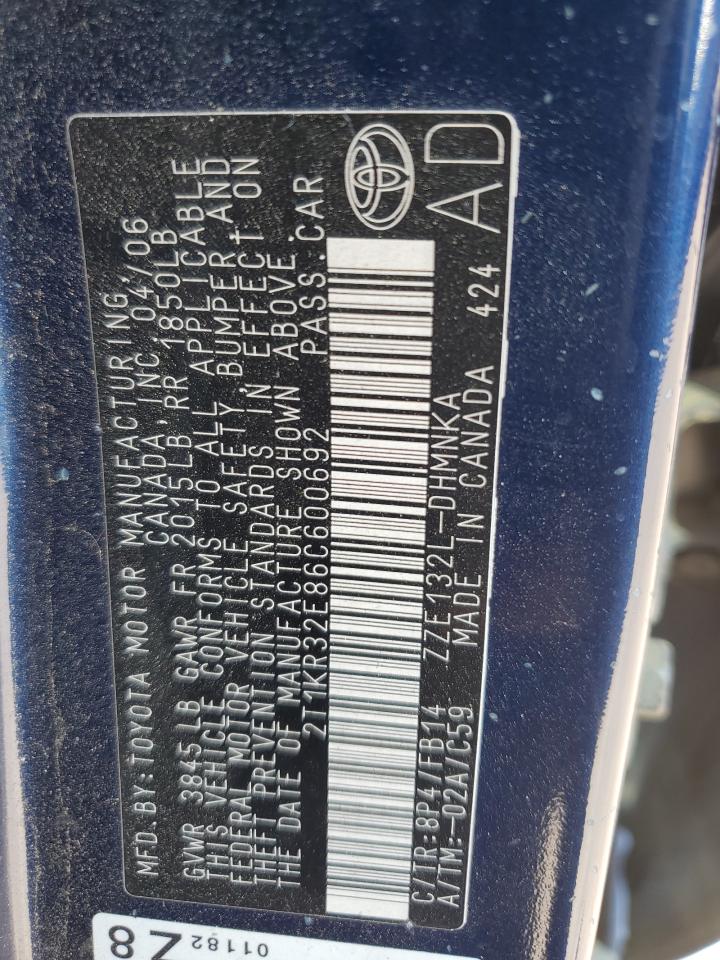 MFD. BY: TOYOTA MOTOR MANUFACTURING
CANADA, INC. 04/06
GVWR 3845 LB GAWR FR 2015LB, RR 1850LB
THIS VEHICLE CONFORMS TO ALL APPLICABLE
FEDERAL MOTOR VEHICLE SAFETY, BUMPER AND
THEFT PREVENTION STANDARDS IN EFFECT ON
THE DATE OF MANUFACTURE SHOWN ABOVE.
2T1KR32E86C600692 PASS.CAR
C/TR:8P4/FB14 ZZE132L-DHMNKA
A/TM:-02A/C59 MADE IN CANADA 424
AD
Z8
01182